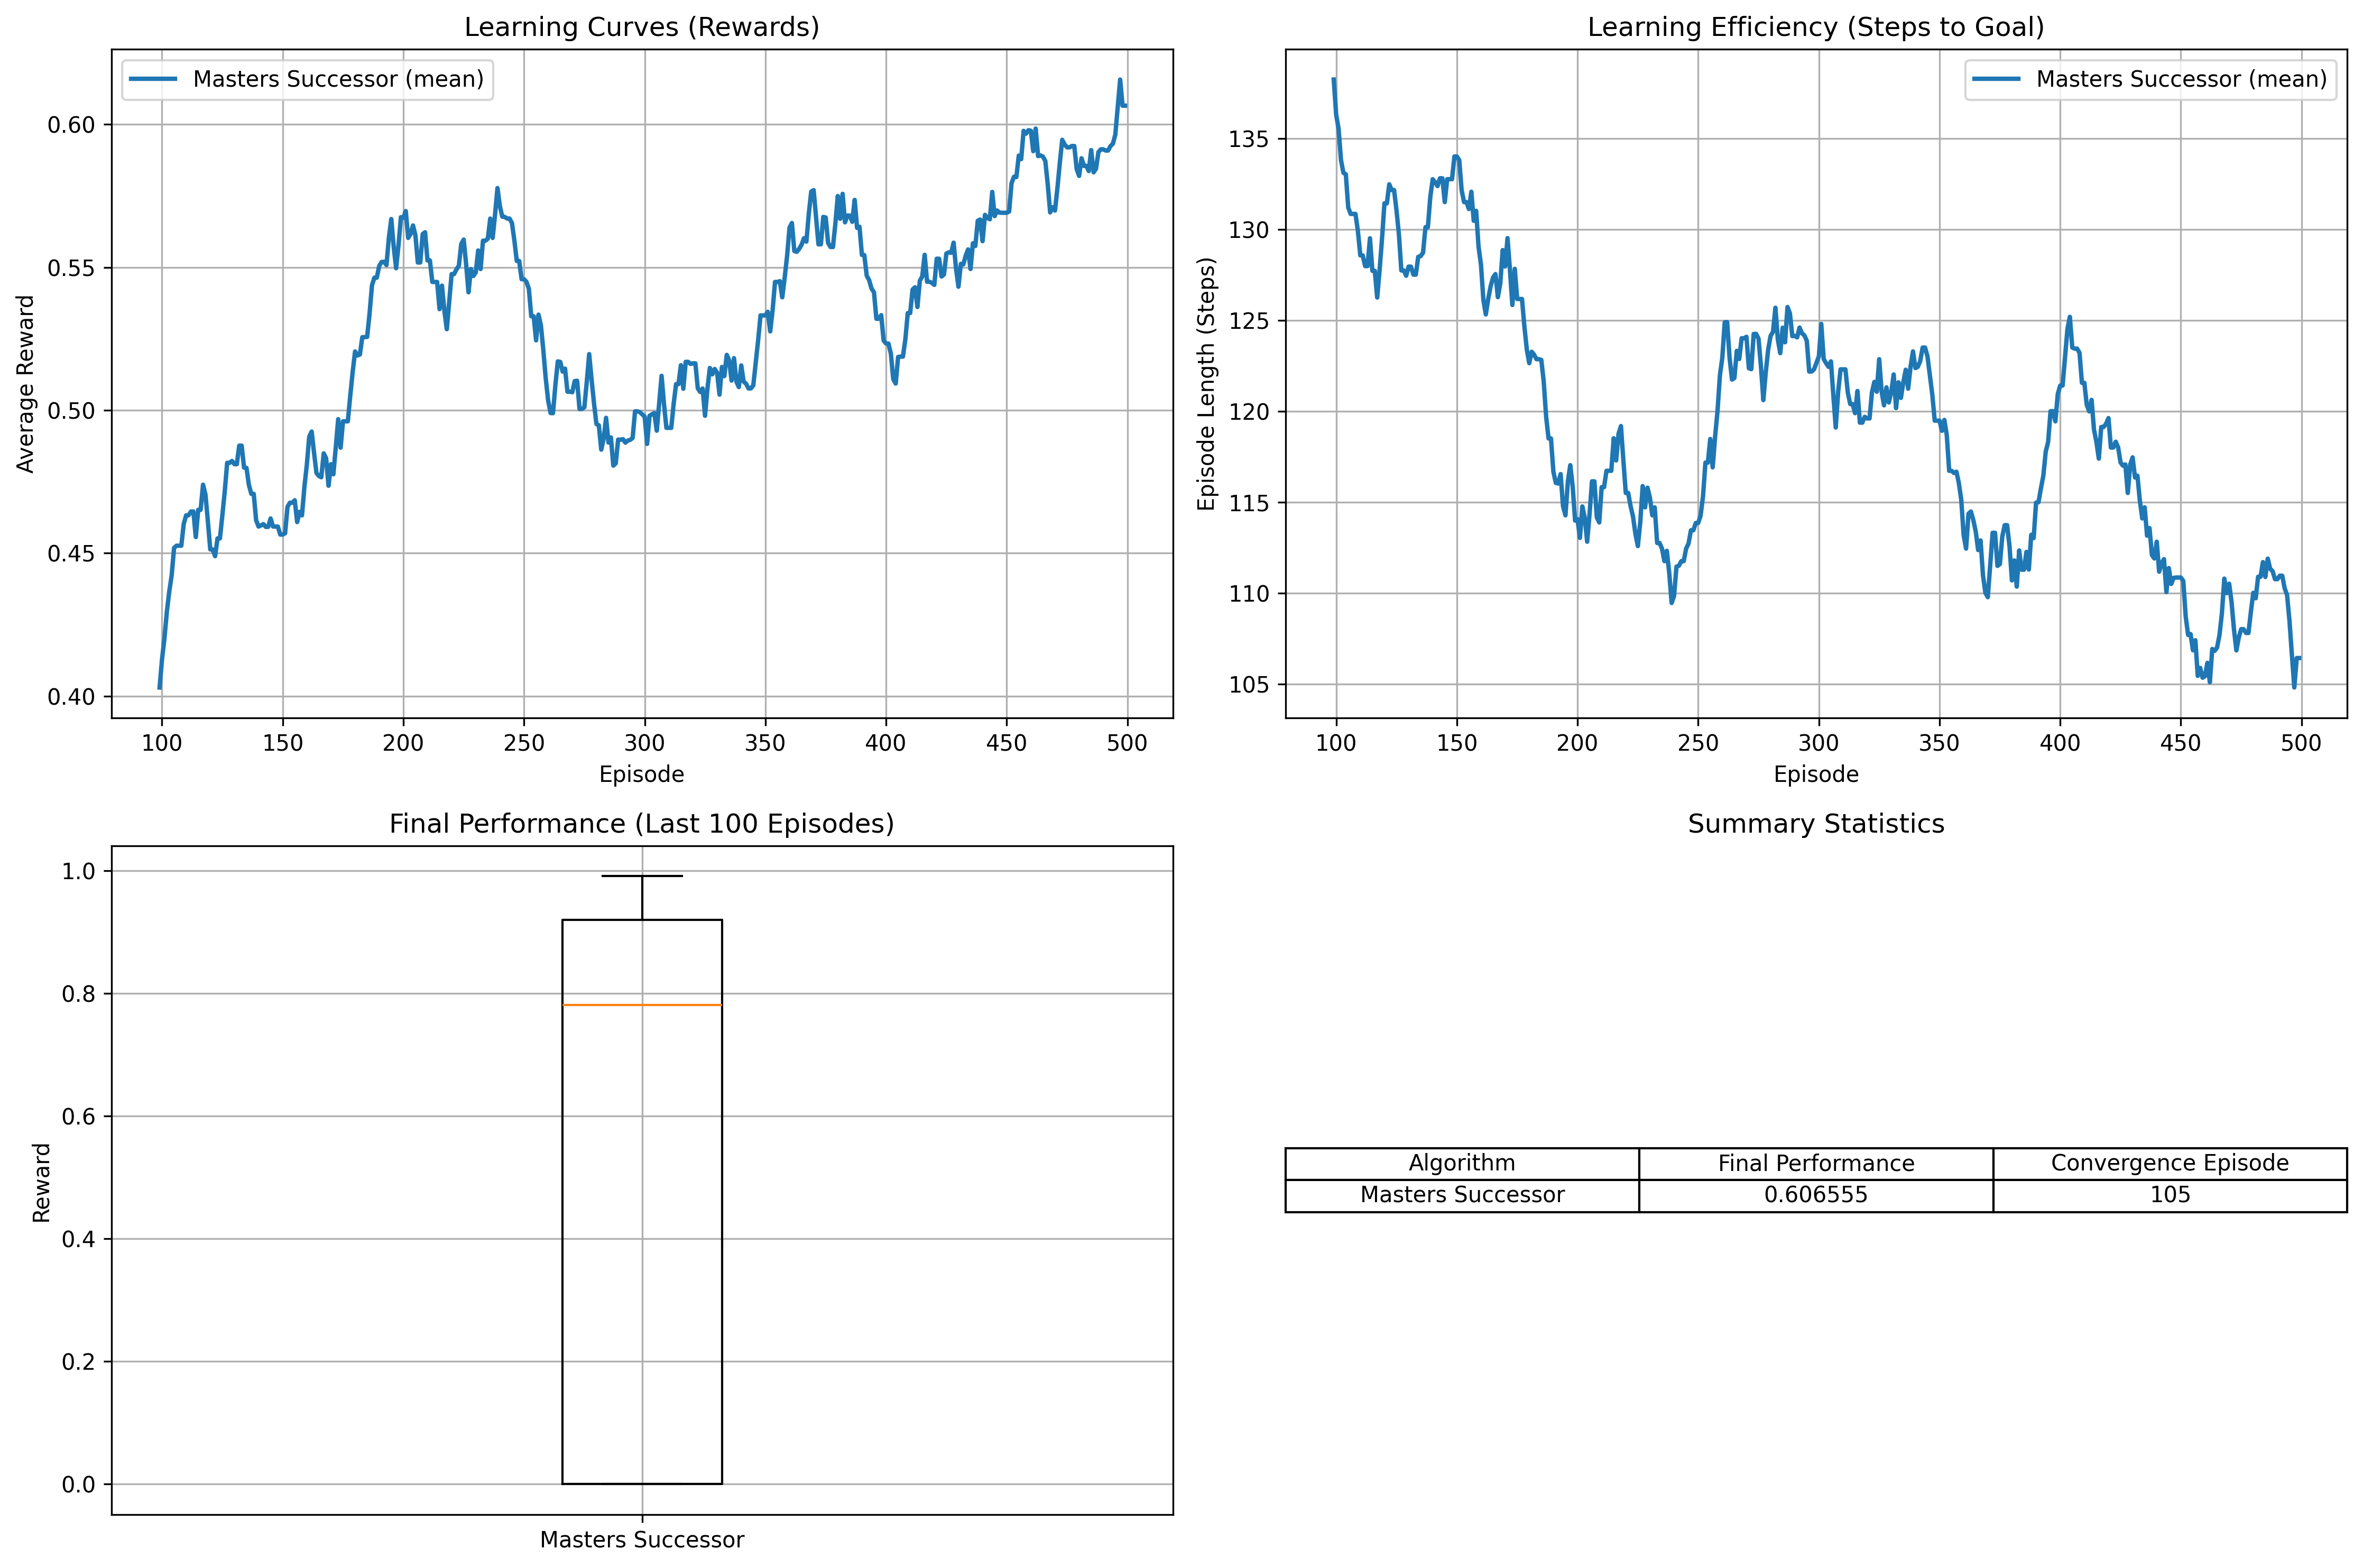 Learning Curves (Rewards)
Masters Successor (mean)
Average Reward
0.60
0.55
0.50
0.45
0.40
100 150 200 250 300 350 400 450 500
Episode
Learning Efficiency (Steps to Goal)
Masters Successor (mean)
Episode Length (Steps)
135
130
125
120
115
110
105
100 150 200 250 300 350 400 450 500
Episode
Final Performance (Last 100 Episodes)
Reward
1.0
0.8
0.6
0.4
0.2
0.0
Masters Successor
Summary Statistics
Algorithm Final Performance Convergence Episode
Masters Successor 0.606555 105